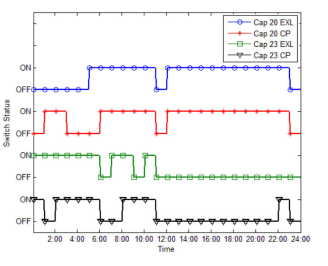 Cap 20 EXL
Cap 20 CP
Cap 23 EXL
Cap 23 CP
ON
OFF
ON
OFF
ON
OFF
ON
OFF
Switch Status
2:00 4:00 6:00 8:00 10:00 12:00 14:00 16:00 18:00 20:00 22:00 24:00
Time